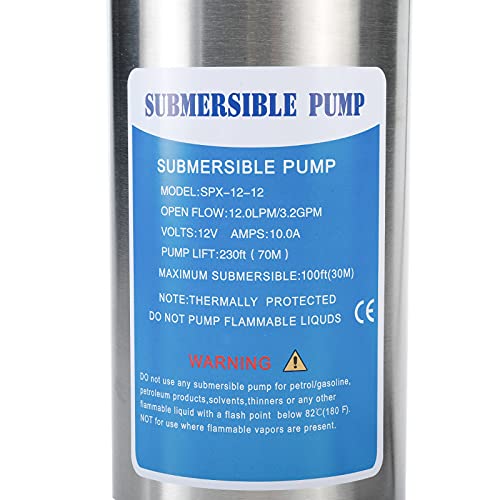 SUBMERSIBLE PUMP
SUBMERSIBLE PUMP
MODEL:SPX-12-12
OPEN FLOW:12.0LPM/3.2GPM
VOLTS:12V AMPS:10.0A
PUMP LIFT:230ft ( 70M )
MAXIMUM SUBMERSIBLE:100ft(30M)
NOTE:THERMALLY PROTECTED
DO NOT PUMP FLAMMABLE LIQUDS CE
WARNING
DO not use any submersible pump for petrol/gasoline,
petroleum products,solvents,thinners or any other
flammable liquid with a flash point below 82℃(180 F).
NOT for use where flammable vapors are present.